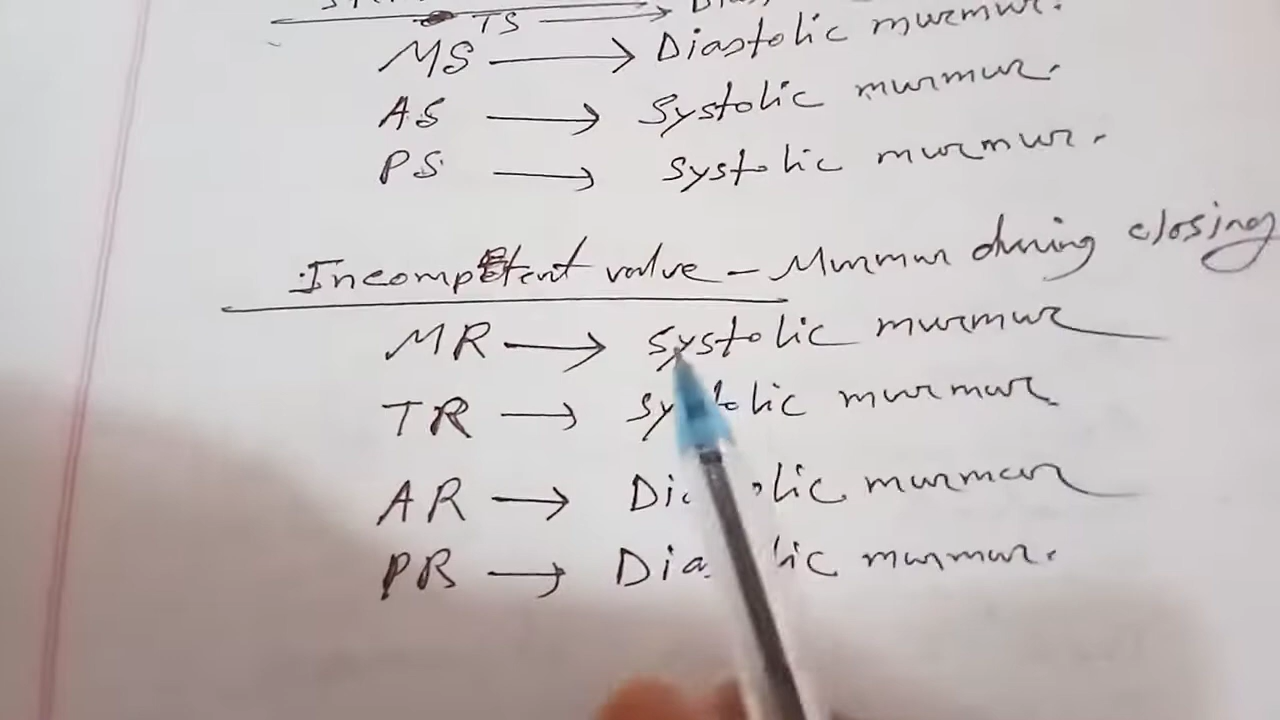 TS
MS → Diastolic murmur.
AS → Systolic murmur.
PS → Systolic murmur.
Incompetent valve - Murmur during closing
MR → Systolic murmur
TR → murmur
AR → murmur
PR → murmur.